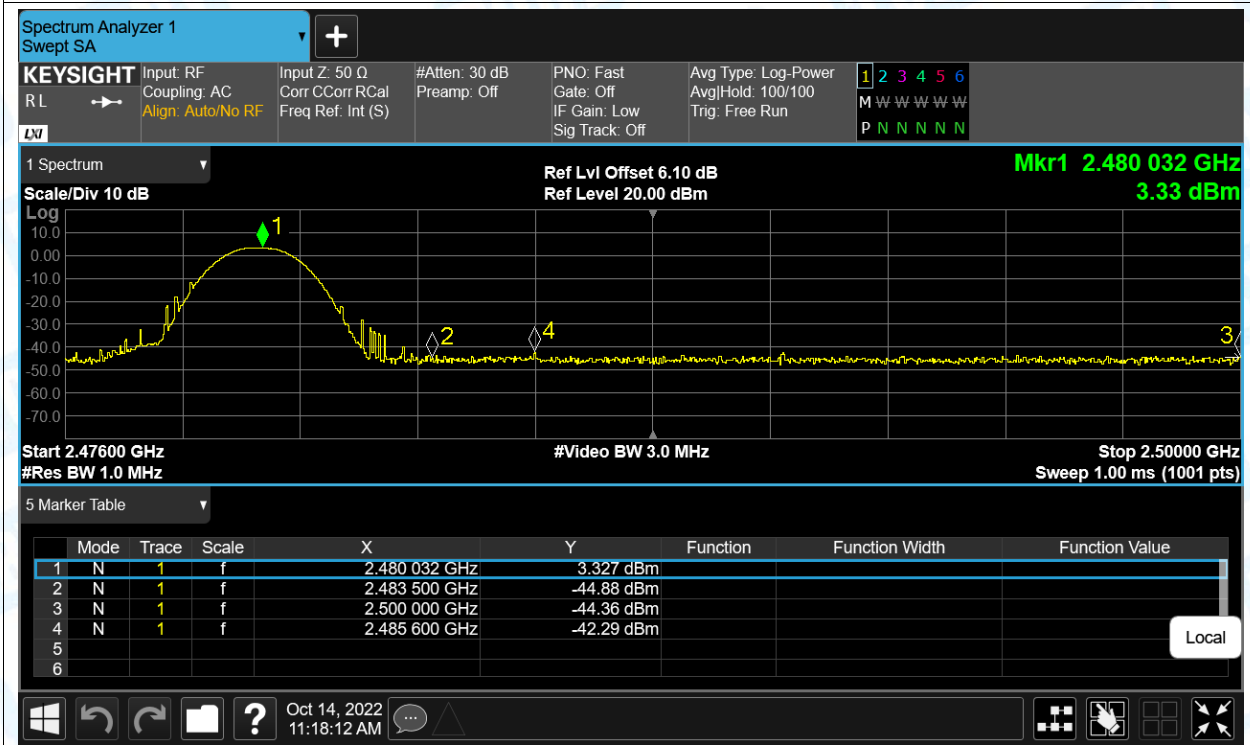 Spectrum Analyzer 1
Swept SA
+
KEYSIGHT
R L
LXI
Input: RF
Coupling: AC
Align: Auto/No RF
Input Z: 50 Ω
Corr CCorr RCal
Freq Ref: Int (S)
#Atten: 30 dB
Preamp: Off
PNO: Fast
Gate: Off
IF Gain: Low
Sig Track: Off
Avg Type: Log-Power
Avg|Hold: 100/100
Trig: Free Run
1 2 3 4 5 6
M W W W W W
P N N N N N
1 Spectrum
Scale/Div 10 dB
Ref Lvl Offset 6.10 dB
Ref Level 20.00 dBm
Mkr1 2.480 032 GHz
3.33 dBm
Log
10.0
0.00
-10.0
-20.0
-30.0
-40.0
-50.0
-60.0
-70.0
1
2
4
3
Start 2.47600 GHz
#Video BW 3.0 MHz
Stop 2.50000 GHz
#Res BW 1.0 MHz
Sweep 1.00 ms (1001 pts)
5 Marker Table
Mode Trace Scale X Y Function Function Width Function Value
1 N 1 f 2.480 032 GHz 3.327 dBm
2 N 1 f 2.483 500 GHz -44.88 dBm
3 N 1 f 2.500 000 GHz -44.36 dBm
4 N 1 f 2.485 600 GHz -42.29 dBm
5
6
Local
?
Oct 14, 2022
11:18:12 AM